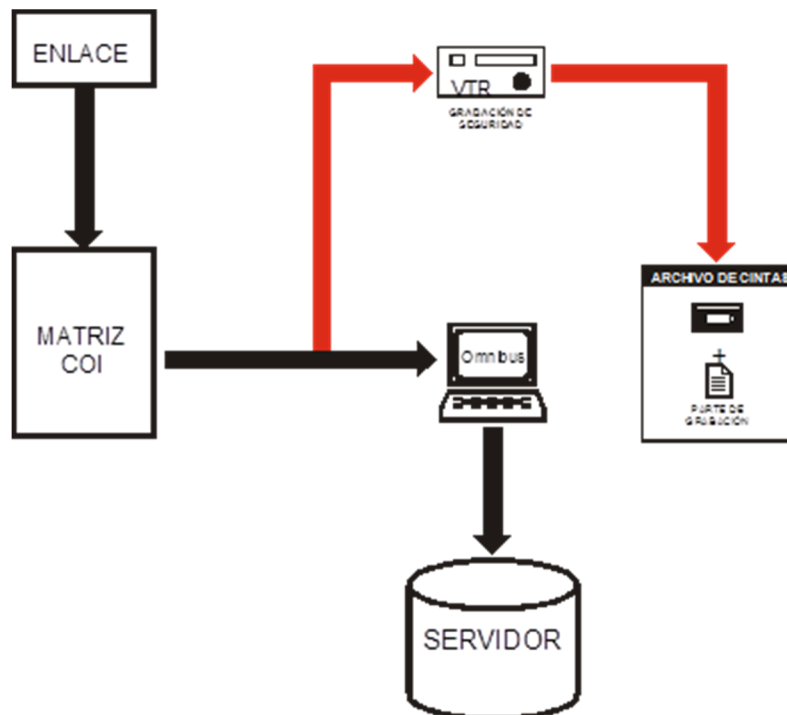 ENLACE
VTR
GRABACIÓN DE
SEGURIDAD
MATRIZ
COI
Omnibus
ARCHIVO DE CINTAS
+
PARTE DE
GRABACIÓN
SERVIDOR